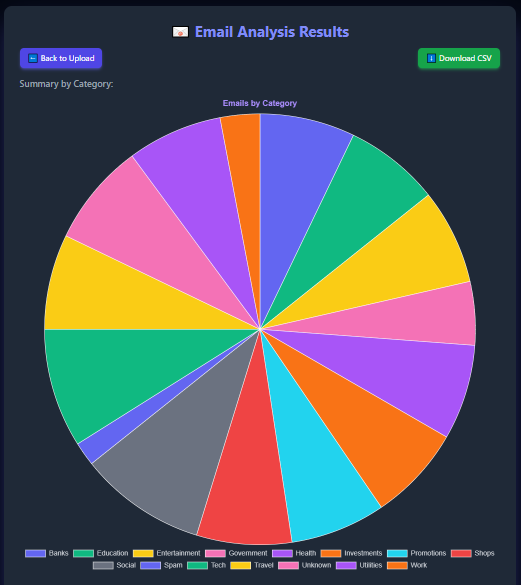 Email Analysis Results
Back to Upload
Download CSV
Summary by Category:
Emails by Category
Banks Education Entertainment Government Health Investments Promotions Shops
Social Spam Tech Travel Unknown Utilities Work